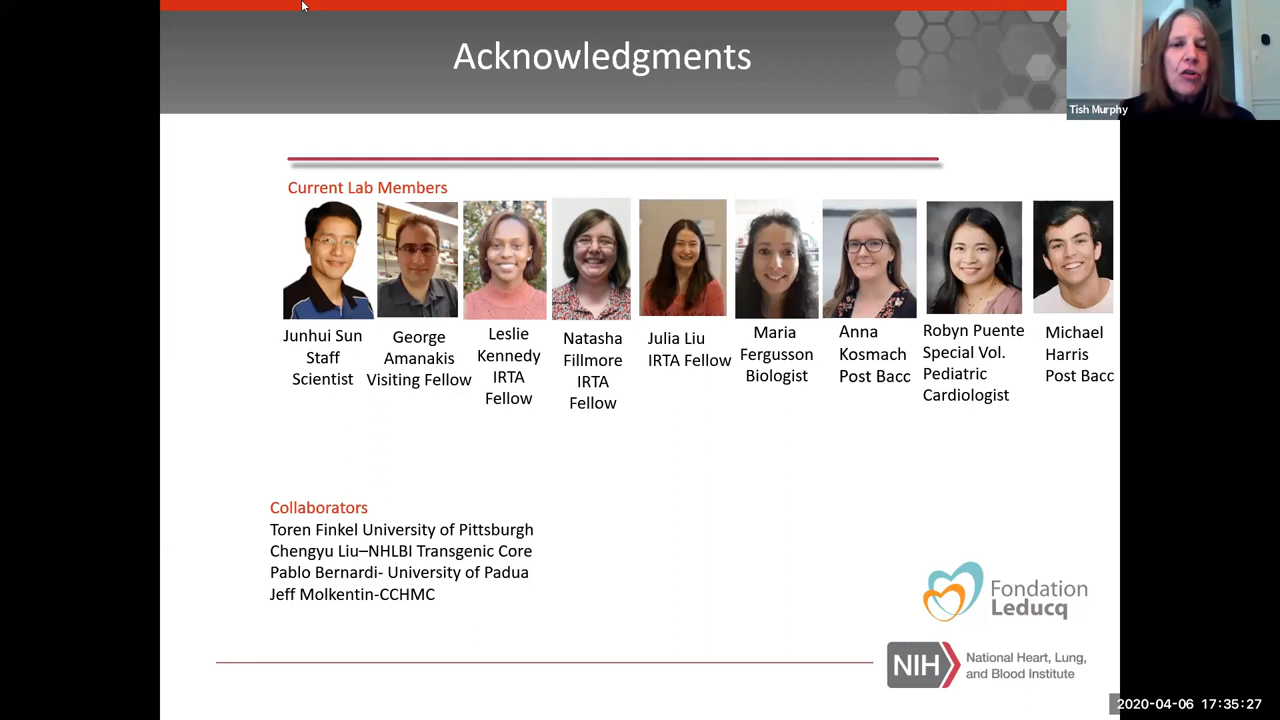 Acknowledgments
Tish Murphy
Current Lab Members
Junhui Sun
Staff
Scientist
George
Amanakis
Visiting Fellow
Leslie
Kennedy
IRTA
Fellow
Natasha
Fillmore
IRTA
Fellow
Julia Liu
IRTA Fellow
Maria
Fergusson
Biologist
Anna
Kosmach
Post Bacc
Robyn Puente
Special Vol.
Pediatric
Cardiologist
Michael
Harris
Post Bacc
Collaborators
Toren Finkel University of Pittsburgh
Chengyu Liu–NHLBI Transgenic Core
Pablo Bernardi- University of Padua
Jeff Molkentin-CCHMC
Fondation
Leducq
NIH
National Heart, Lung,
and Blood Institute
2020-04-06 17:35:27